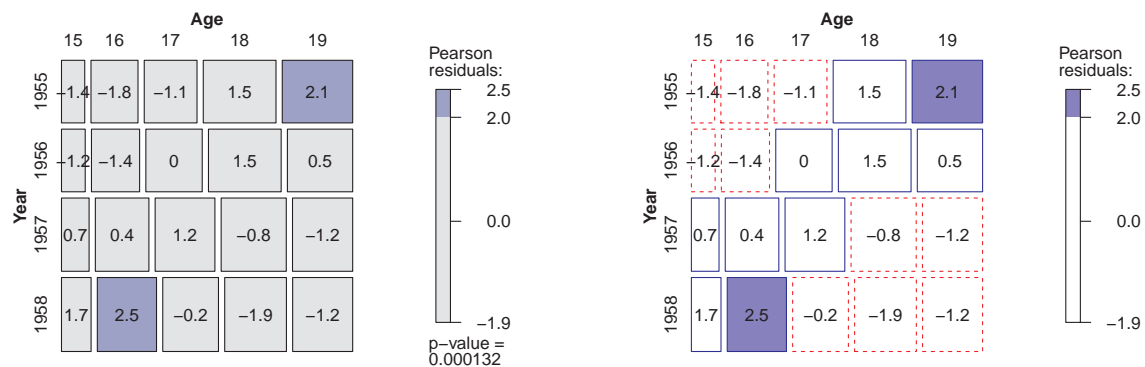 Age
15 16 17 18 19
Year
1955 −1.4 −1.8 −1.1 1.5 2.1
1956 −1.2 −1.4 0 1.5 0.5
1957 0.7 0.4 1.2 −0.8 −1.2
1958 1.7 2.5 −0.2 −1.9 −1.2
Pearson
residuals:
2.5
2.0
0.0
−1.9
p−value =
0.000132
Age
15 16 17 18 19
Year
1955 −1.4 −1.8 −1.1 1.5 2.1
1956 −1.2 −1.4 0 1.5 0.5
1957 0.7 0.4 1.2 −0.8 −1.2
1958 1.7 2.5 −0.2 −1.9 −1.2
Pearson
residuals:
2.5
2.0
0.0
−1.9